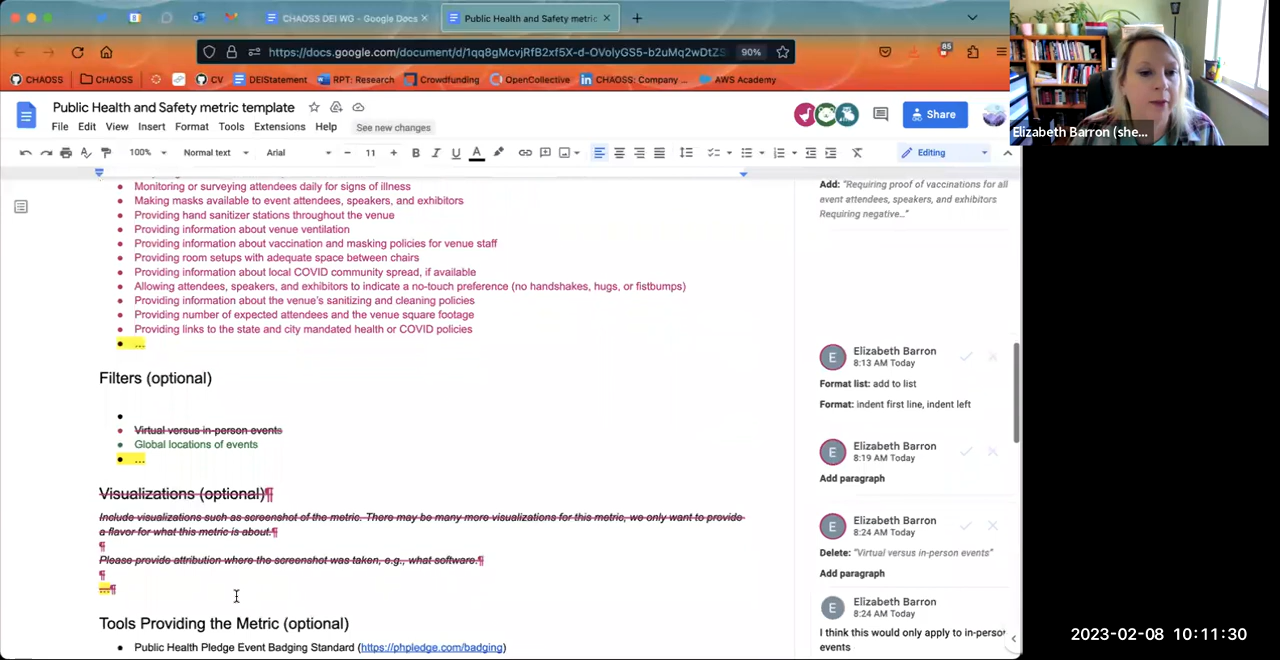 CHAOSS DEI WG - Google Docs
Public Health and Safety metric
https://docs.google.com/document/d/1qq8gMcvjRfB2xf5X-d-OVolyGS5-b2uMq2wDtZS
90%
85
CHAOSS
CHAOSS
CV
DEIStatement
RPT: Research
Crowdfunding
OpenCollective
CHAOSS: Company ...
AWS Academy
Public Health and Safety metric template
File Edit View Insert Format Tools Extensions Help
See new changes
Share
100%
Normal text
Arial
11
Editing
Elizabeth Barron (she...
Monitoring or surveying attendees daily for signs of illness
Making masks available to event attendees, speakers, and exhibitors
Providing hand sanitizer stations throughout the venue
Providing information about venue ventilation
Providing information about vaccination and masking policies for venue staff
Providing room setups with adequate space between chairs
Providing information about local COVID community spread, if available
Allowing attendees, speakers, and exhibitors to indicate a no-touch preference (no handshakes, hugs, or fistbumps)
Providing information about the venue's sanitizing and cleaning policies
Providing number of expected attendees and the venue square footage
Providing links to the state and city mandated health or COVID policies
...
Filters (optional)
Virtual versus in-person events
Global locations of events
...
Visualizations (optional)¶
Include visualizations such as screenshot of the metric. There may be many more visualizations for this metric, we only want to provide
a flavor for what this metric is about.¶
¶
Please provide attribution where the screenshot was taken, e.g., what software.¶
¶
...¶
Tools Providing the Metric (optional)
Public Health Pledge Event Badging Standard (https://phpledge.com/badging)
Add: "Requiring proof of vaccinations for all
event attendees, speakers, and exhibitors
Requiring negative…"
E
Elizabeth Barron
8:13 AM Today
Format list: add to list
Format: indent first line, indent left
E
Elizabeth Barron
8:19 AM Today
Add paragraph
E
Elizabeth Barron
8:24 AM Today
Delete: "Virtual versus in-person events"
Add paragraph
E
Elizabeth Barron
8:24 AM Today
I think this would only apply to in-person
events
2023-02-08 10:11:30